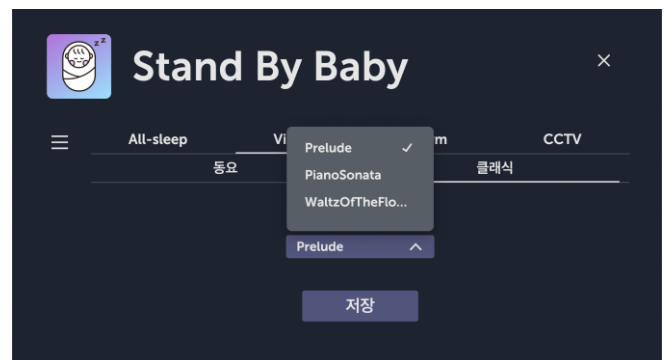 z z
Stand By Baby
×
All-sleep Vi m CCTV
동요 클래식
Prelude ✓
PianoSonata
WaltzOfTheFlo...
Prelude
저장